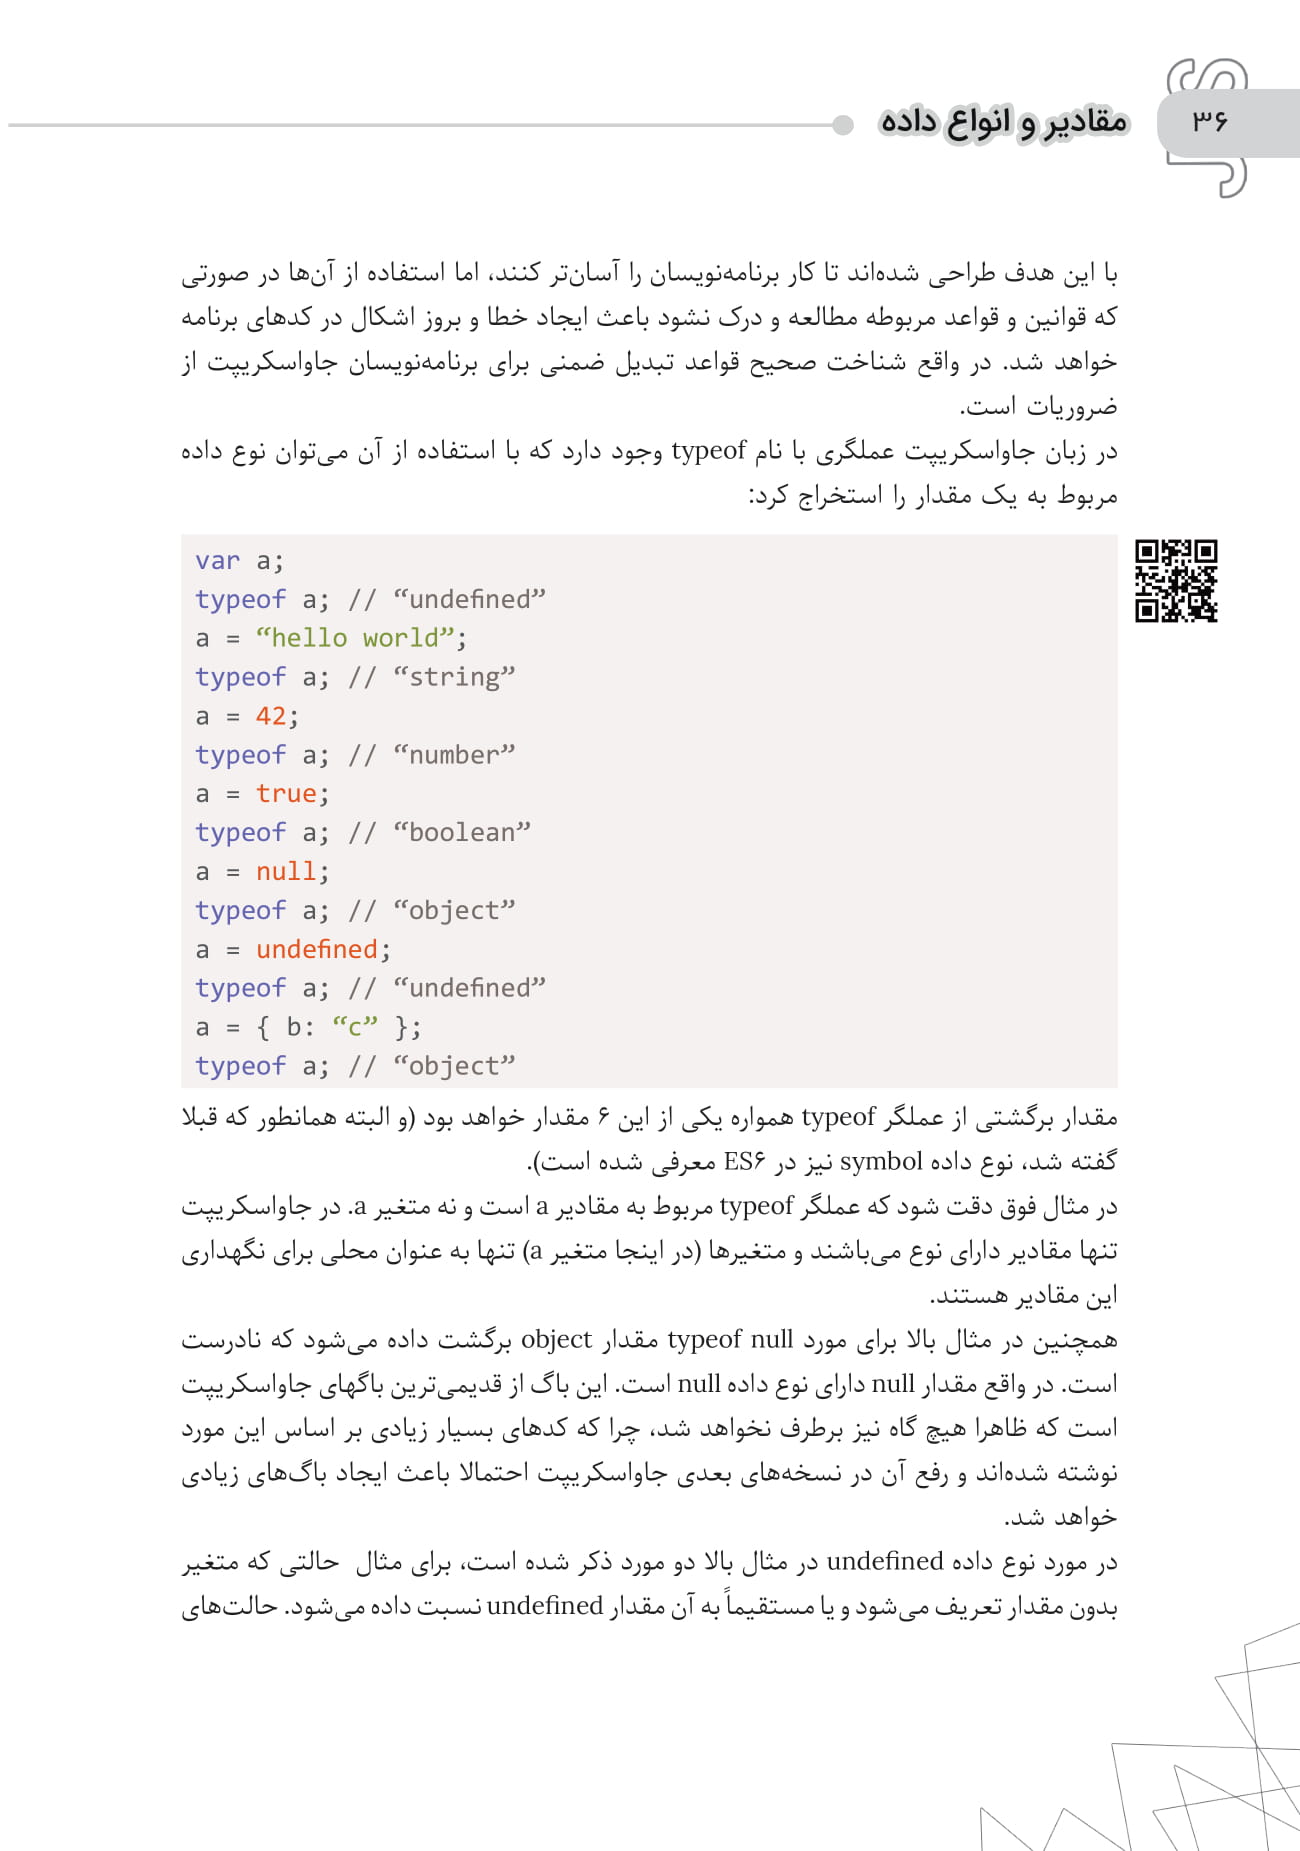 ۳۶
مقادیر و انواع داده
با این هدف طراحی شده‌اند تا کار برنامه‌نویسان را آسان‌تر کنند، اما استفاده از آن‌ها در صورتی
که قوانین و قواعد مربوطه مطالعه و درک نشود باعث ایجاد خطا و بروز اشکال در کدهای برنامه
خواهد شد. در واقع شناخت صحیح قواعد تبدیل ضمنی برای برنامه‌نویسان جاواسکریپت از
ضروریات است.
در زبان جاواسکریپت عملگری با نام typeof وجود دارد که با استفاده از آن می‌توان نوع داده
مربوط به یک مقدار را استخراج کرد:
var a;
typeof a; // “undefined”
a = “hello world”;
typeof a; // “string”
a = 42;
typeof a; // “number”
a = true;
typeof a; // “boolean”
a = null;
typeof a; // “object”
a = undefined;
typeof a; // “undefined”
a = { b: “c” };
typeof a; // “object”
مقدار برگشتی از عملگر typeof همواره یکی از این ۶ مقدار خواهد بود (و البته همانطور که قبلا
گفته شد، نوع داده symbol نیز در ES۶ معرفی شده است).
در مثال فوق دقت شود که عملگر typeof مربوط به مقادیر a است و نه متغیر a. در جاواسکریپت
تنها مقادیر دارای نوع می‌باشند و متغیرها (در اینجا متغیر a) تنها به عنوان محلی برای نگهداری
این مقادیر هستند.
همچنین در مثال بالا برای مورد typeof null مقدار object برگشت داده می‌شود که نادرست
است. در واقع مقدار null دارای نوع داده null است. این باگ از قدیمی‌ترین باگهای جاواسکریپت
است که ظاهرا هیچ گاه نیز برطرف نخواهد شد، چرا که کدهای بسیار زیادی بر اساس این مورد
نوشته شده‌اند و رفع آن در نسخه‌های بعدی جاواسکریپت احتمالا باعث ایجاد باگ‌های زیادی
خواهد شد.
در مورد نوع داده undefined در مثال بالا دو مورد ذکر شده است، برای مثال حالتی که متغیر
بدون مقدار تعریف می‌شود و یا مستقیماً به آن مقدار undefined نسبت داده می‌شود. حالت‌های